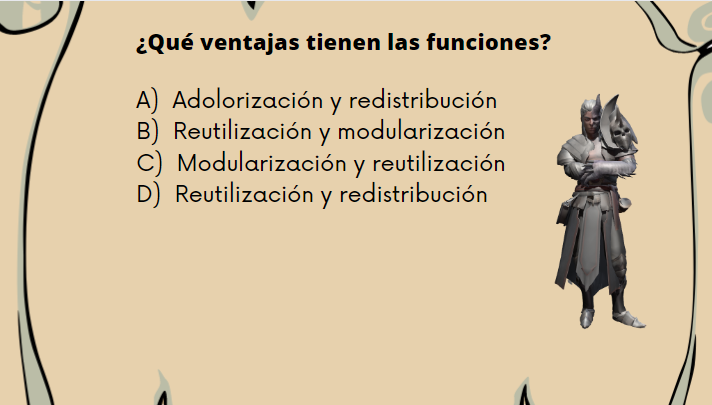 ¿Qué ventajas tienen las funciones?
A) Adolorización y redistribución
B) Reutilización y modularización
C) Modularización y reutilización
D) Reutilización y redistribución